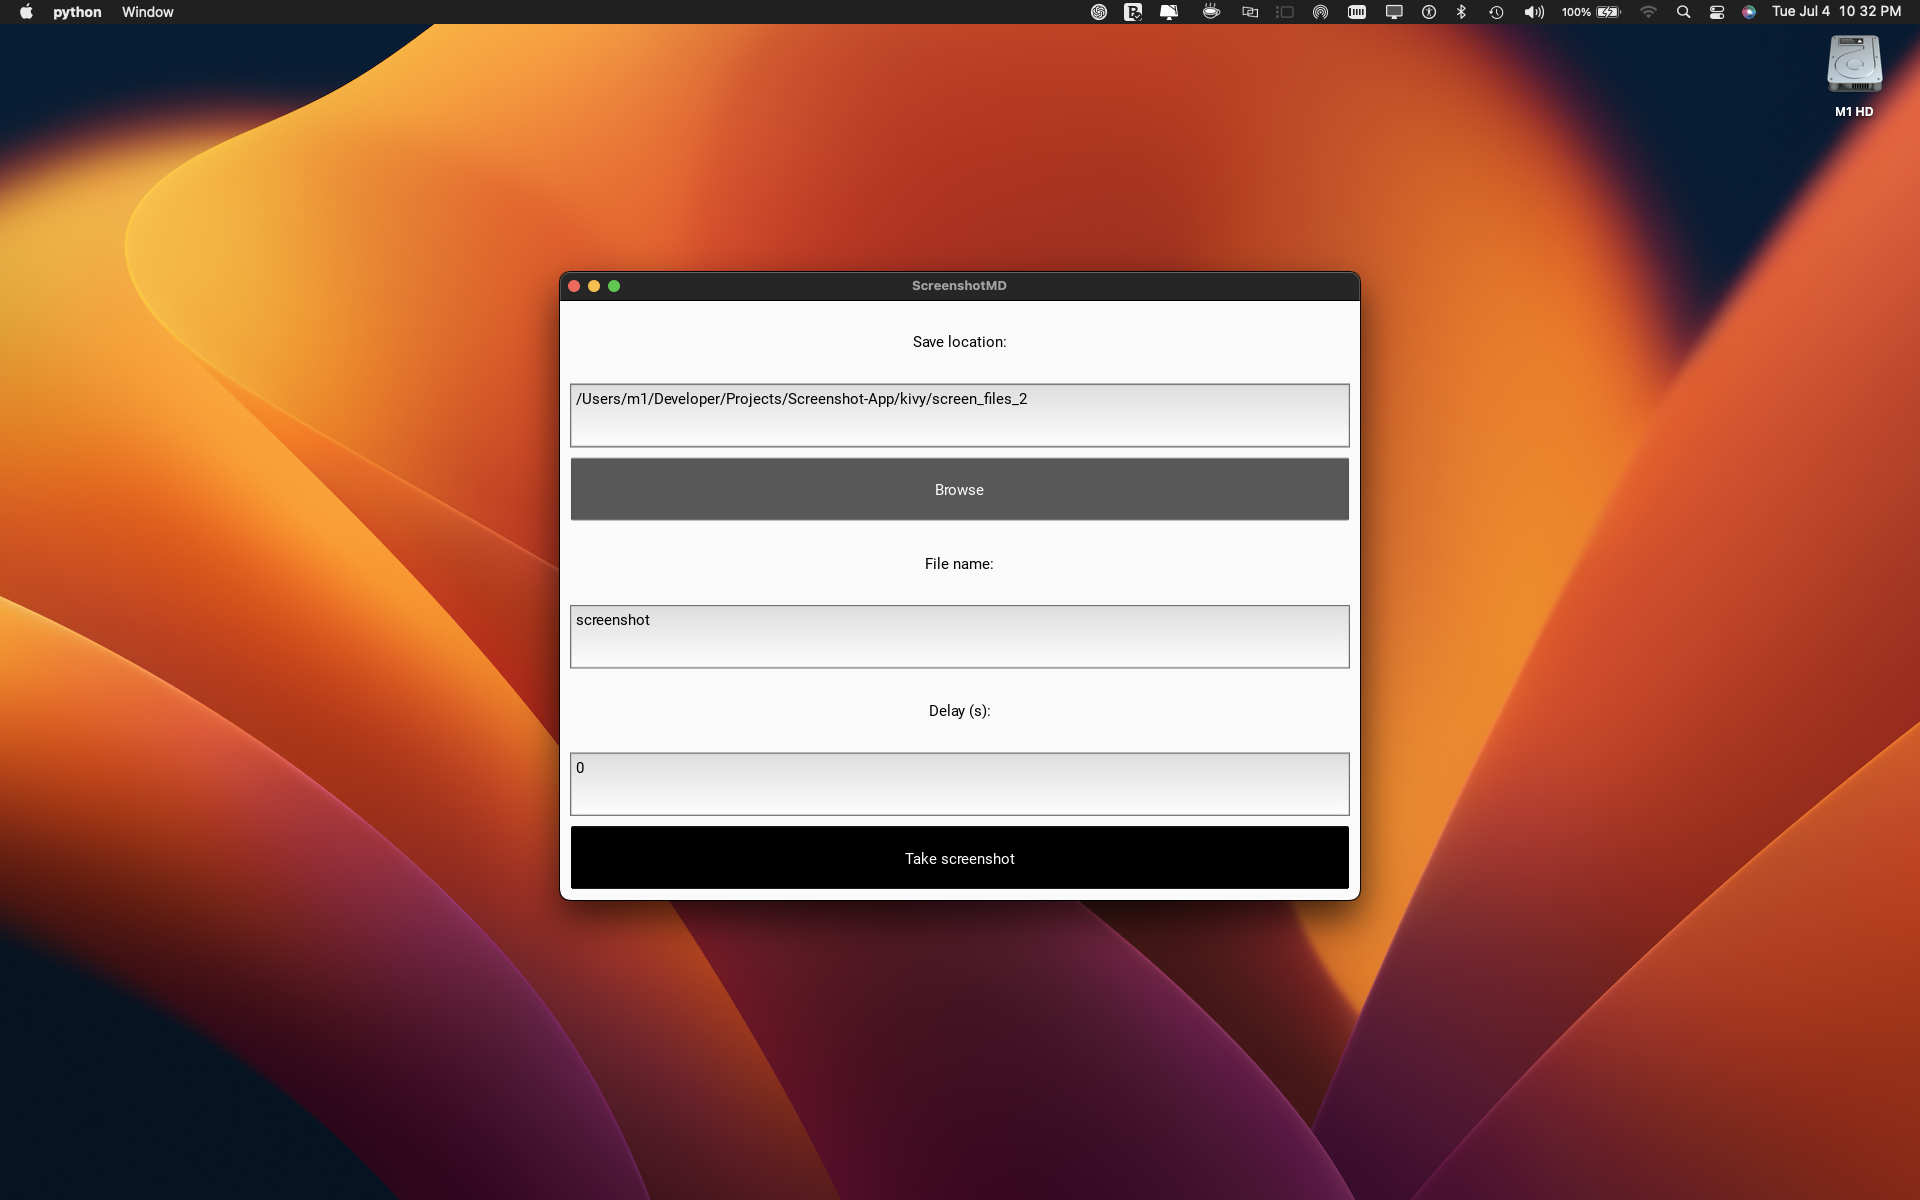 python Window 100% Tue Jul 4 10 32 PM
M1 HD
ScreenshotMD
Save location:
/Users/m1/Developer/Projects/Screenshot-App/kivy/screen_files_2
Browse
File name:
screenshot
Delay (s):
0
Take screenshot